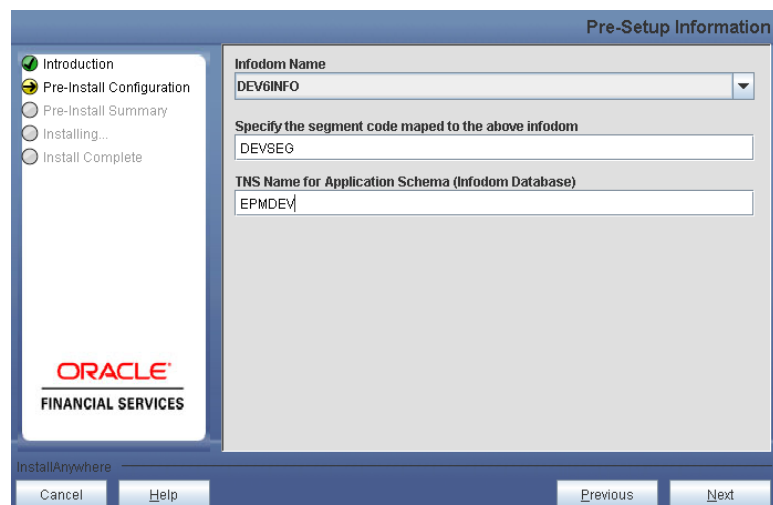 Pre-Setup Information
Introduction
Pre-Install Configuration
Pre-Install Summary
Installing...
Install Complete
Infodom Name
DEV6INFO
Specify the segment code maped to the above infodom
DEVSEG
TNS Name for Application Schema (Infodom Database)
EPMDEV
ORACLE
FINANCIAL SERVICES
InstallAnywhere
Cancel
Help
Previous
Next